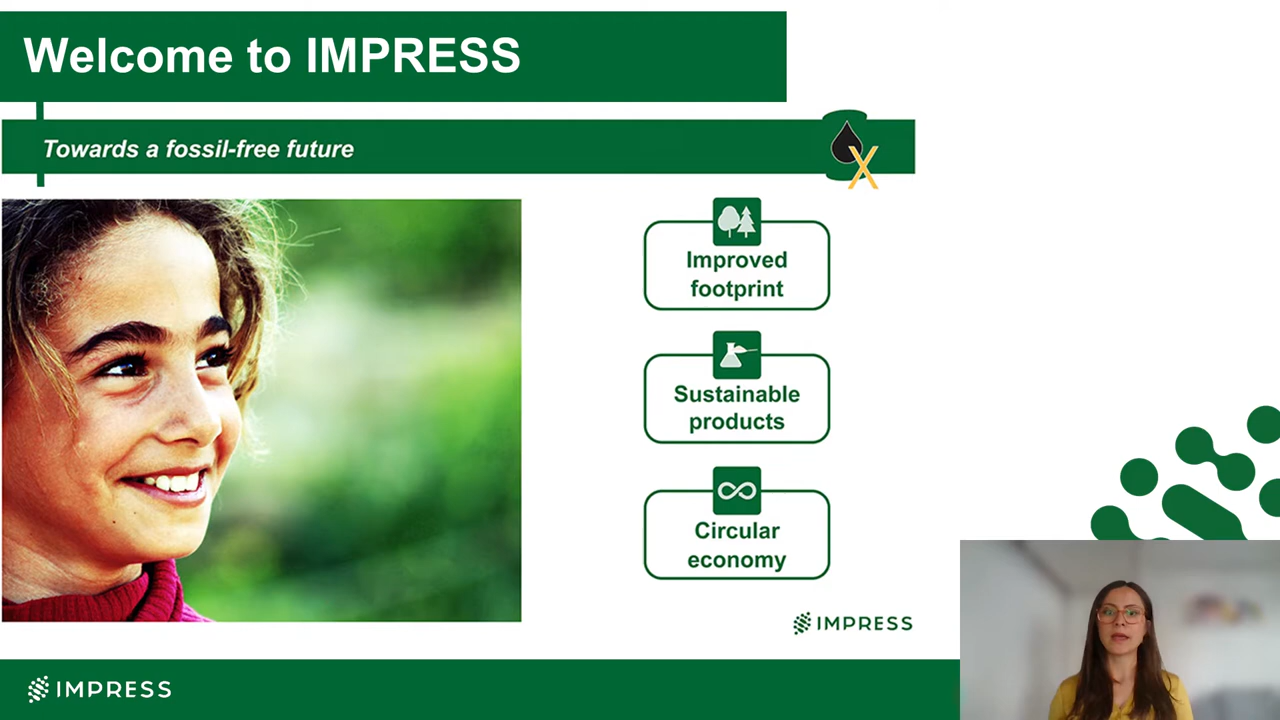 Welcome to IMPRESS
Towards a fossil-free future
Improved
footprint
Sustainable
products
Circular
economy
IMPRESS
IMPRESS